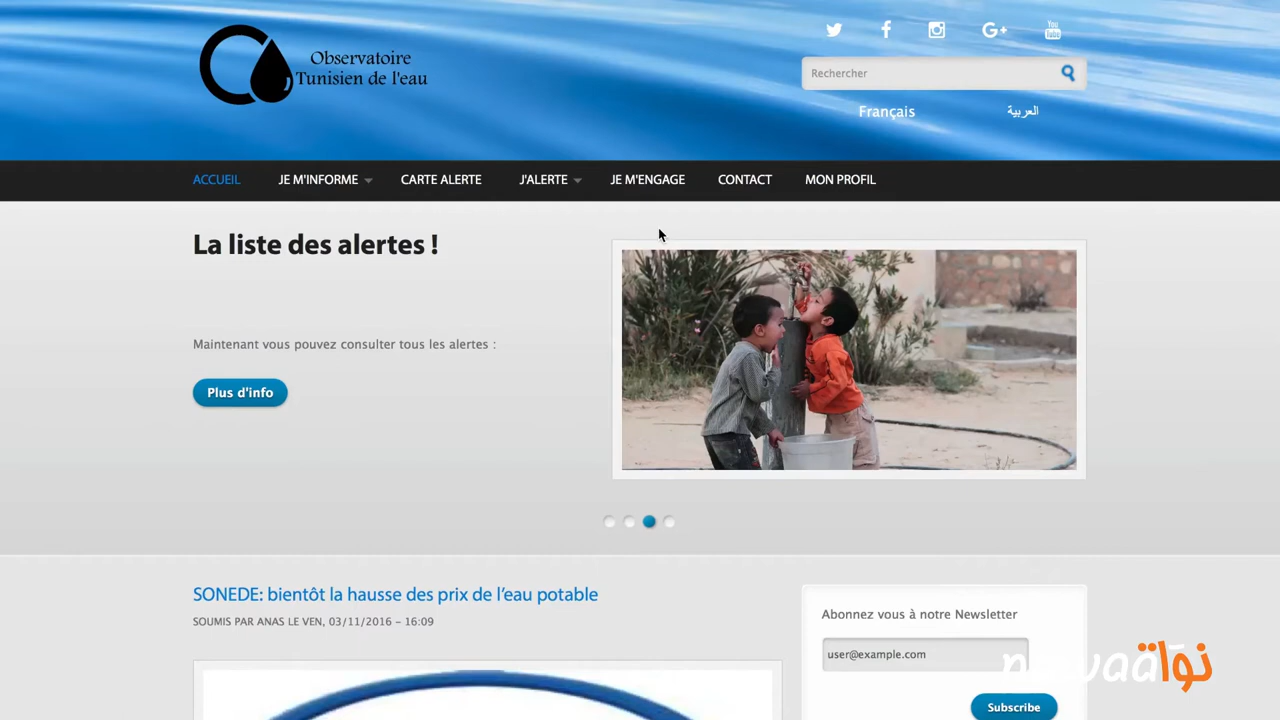 Observatoire
Tunisien de l'eau
You
Tube
Rechercher
Français
العربية
ACCUEIL
JE M'INFORME
CARTE ALERTE
J'ALERTE
JE M'ENGAGE
CONTACT
MON PROFIL
La liste des alertes !
Maintenant vous pouvez consulter tous les alertes :
Plus d'info
SONEDE: bientôt la hausse des prix de l'eau potable
SOUMIS PAR ANAS LE VEN, 03/11/2016 – 16:09
Abonnez vous à notre Newsletter
user@example.com
Subscribe
nawaat
نواة